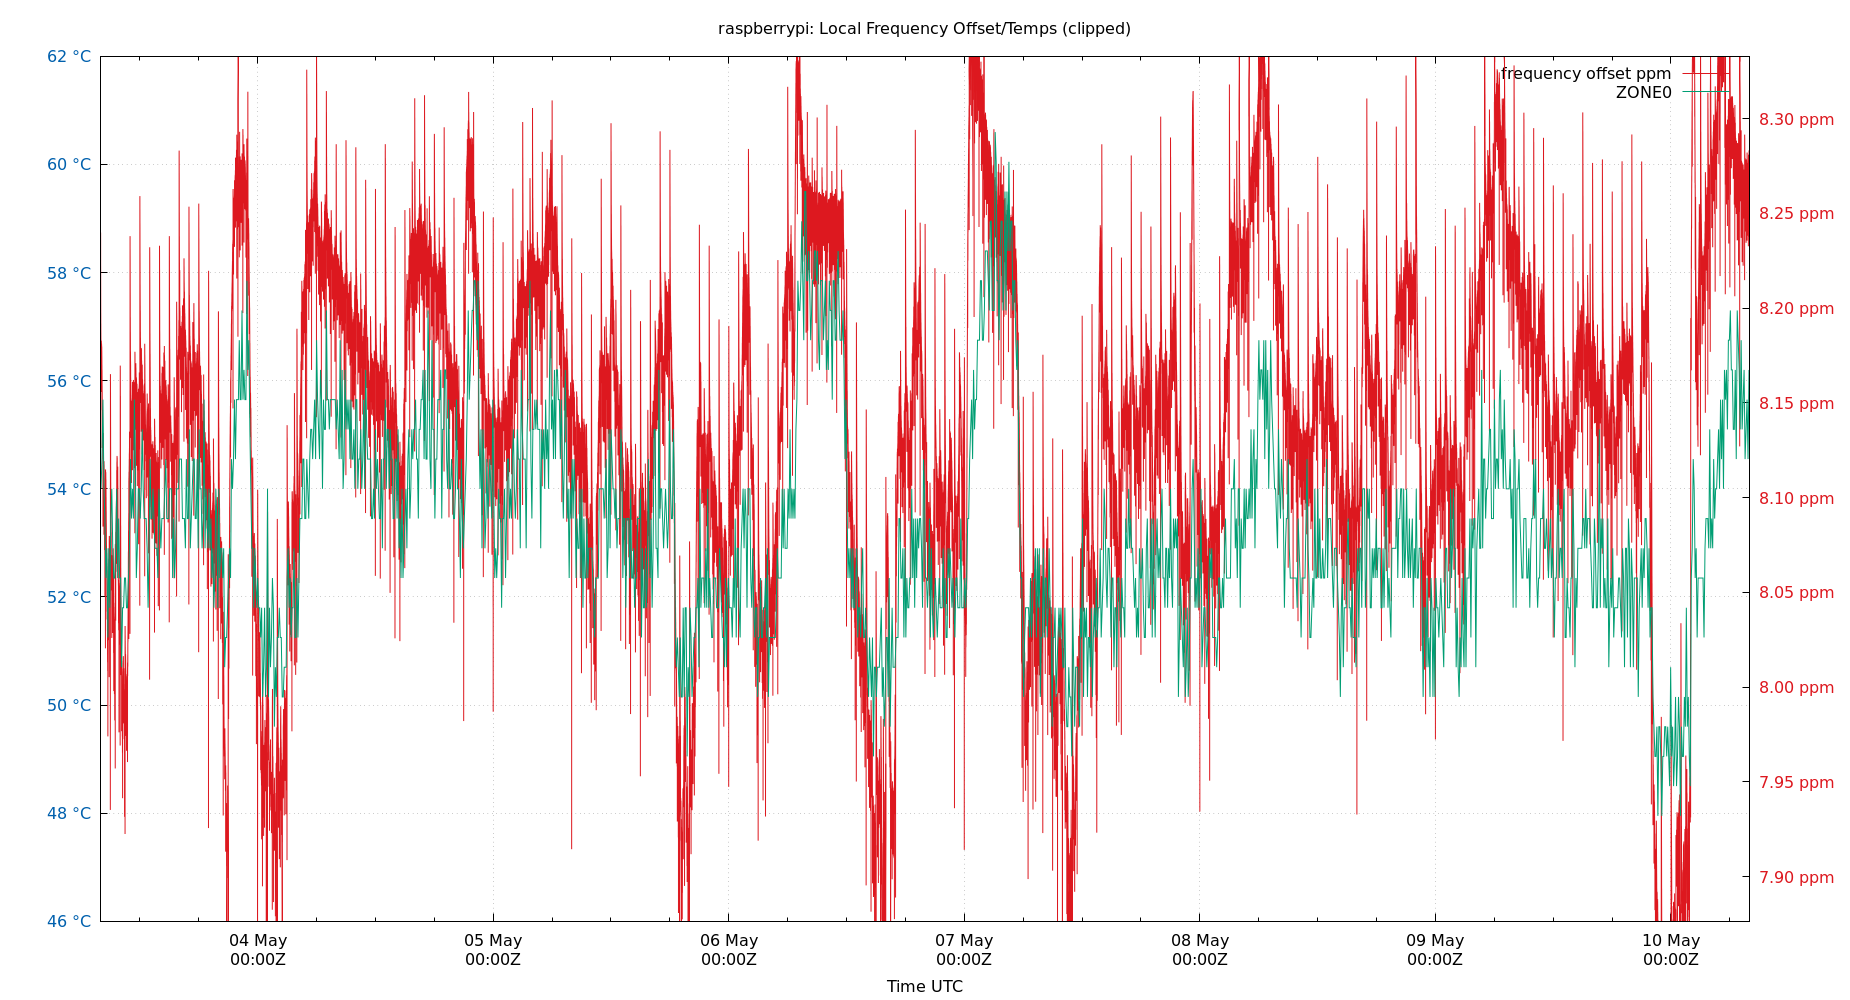 raspberrypi: Local Frequency Offset/Temps (clipped)
62 °C
60 °C
58 °C
56 °C
54 °C
52 °C
50 °C
48 °C
46 °C
frequency offset ppm
ZONE0
8.30 ppm
8.25 ppm
8.20 ppm
8.15 ppm
8.10 ppm
8.05 ppm
8.00 ppm
7.95 ppm
7.90 ppm
04 May
00:00Z
05 May
00:00Z
06 May
00:00Z
07 May
00:00Z
08 May
00:00Z
09 May
00:00Z
10 May
00:00Z
Time UTC